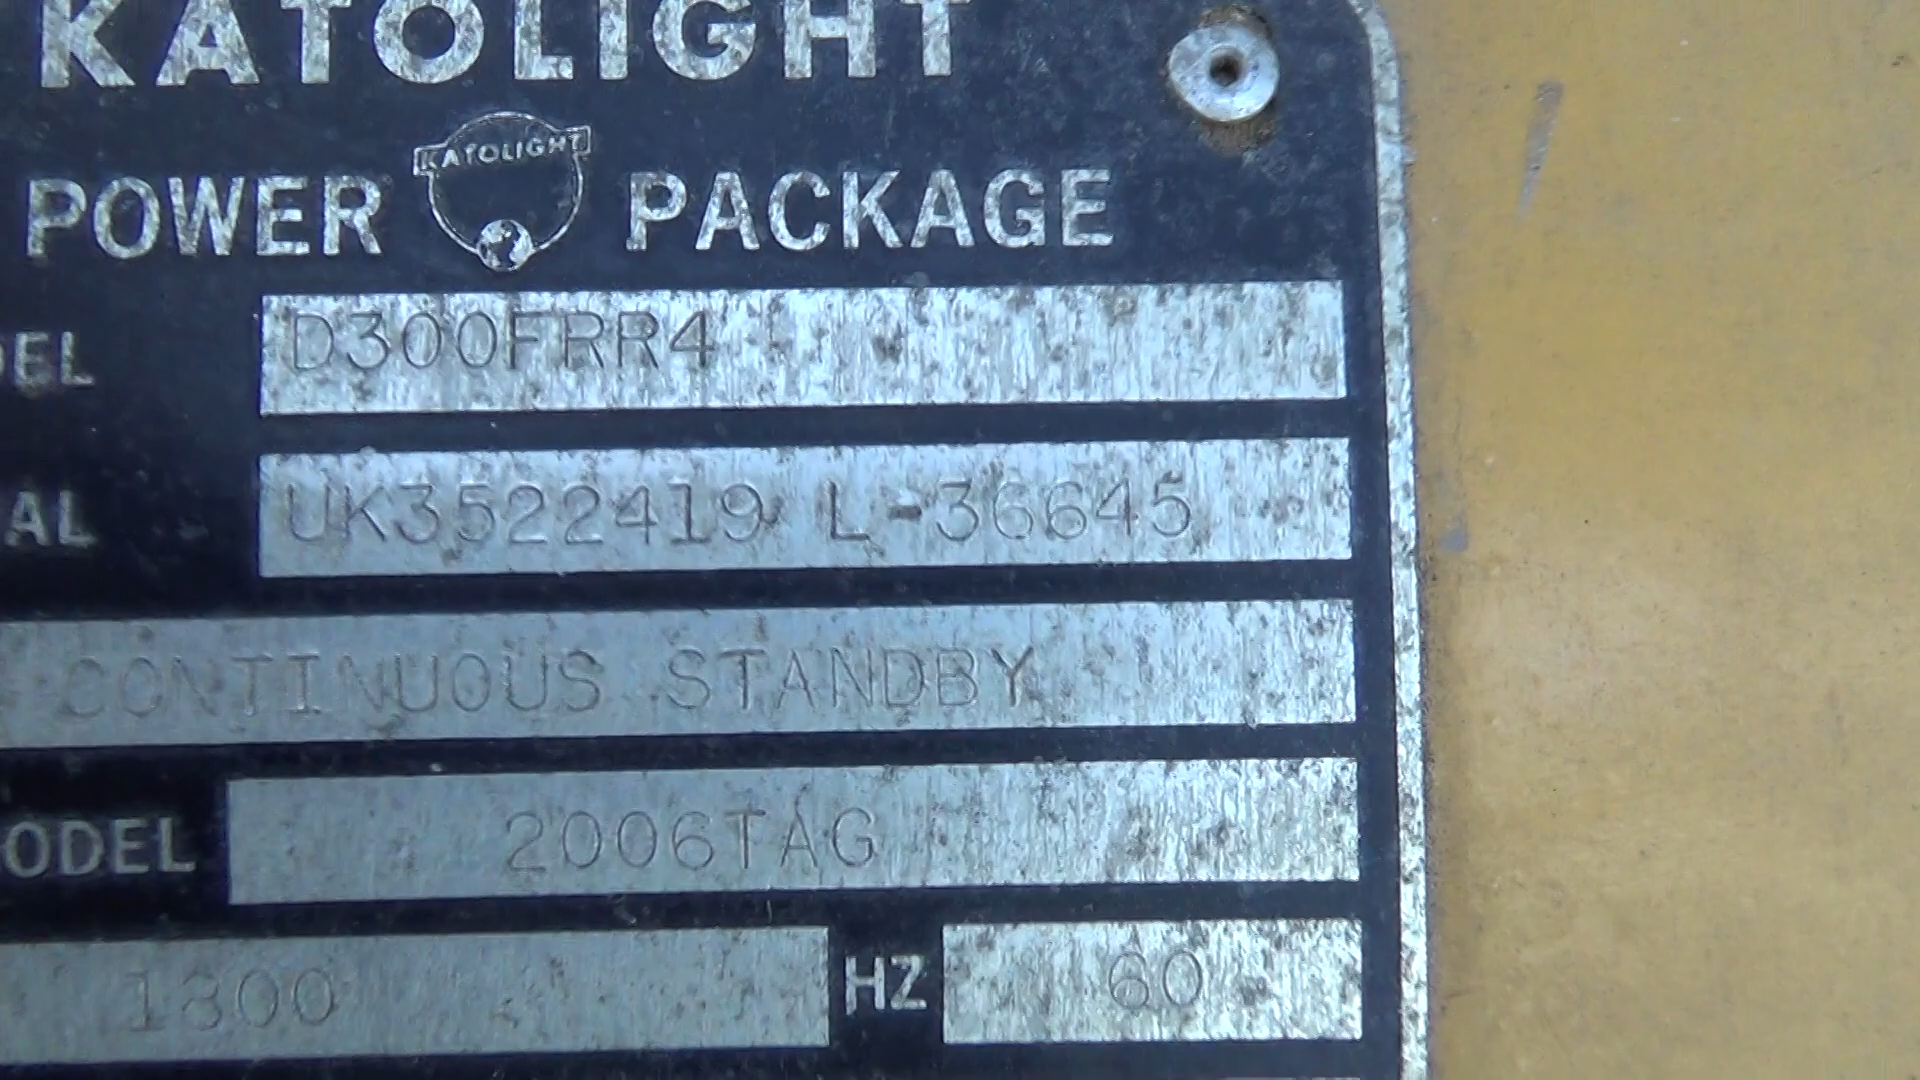 KATOLIGHT
POWER KATOLIGHT PACKAGE
DEL D300FRR4
AL UK3522419 L-36645
CONTINUOUS STANDBY
ODEL 2006TAG
1800 HZ 60